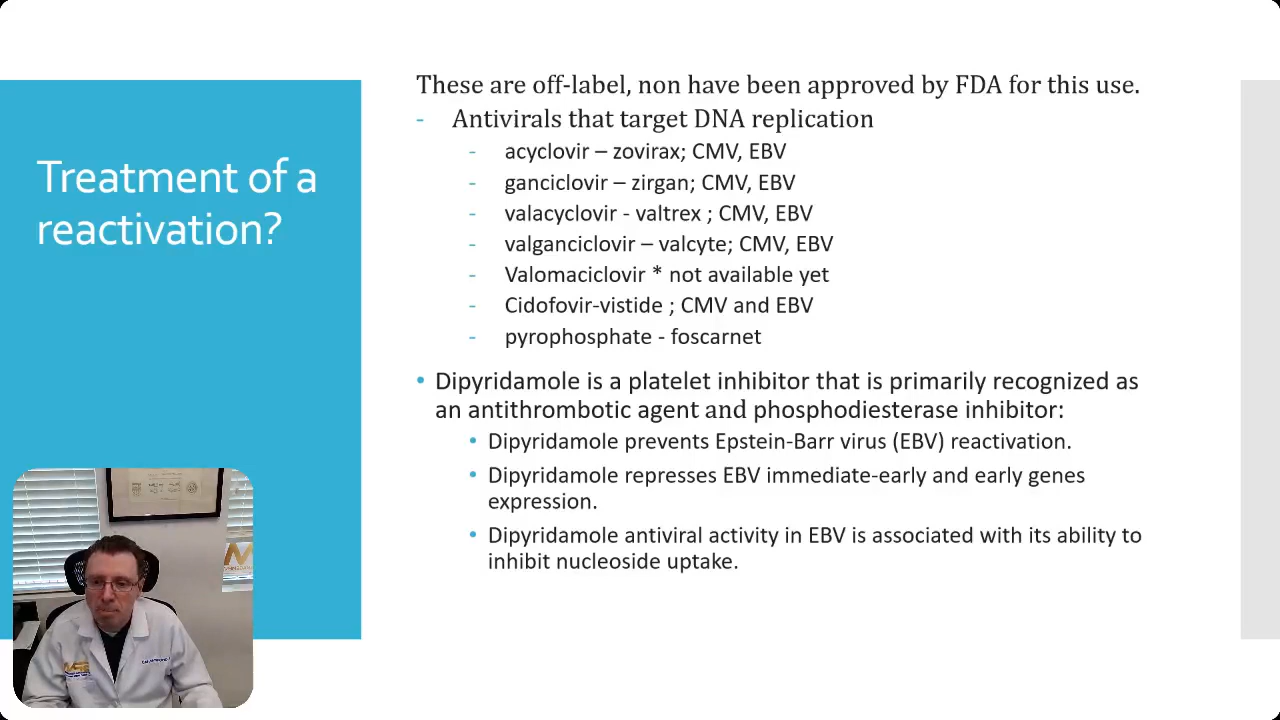 Treatment of a
reactivation?
These are off-label, non have been approved by FDA for this use.
- Antivirals that target DNA replication
- acyclovir – zovirax; CMV, EBV
- ganciclovir – zirgan; CMV, EBV
- valacyclovir - valtrex ; CMV, EBV
- valganciclovir – valcyte; CMV, EBV
- Valomaciclovir * not available yet
- Cidofovir-vistide ; CMV and EBV
- pyrophosphate - foscarnet
• Dipyridamole is a platelet inhibitor that is primarily recognized as
an antithrombotic agent and phosphodiesterase inhibitor:
• Dipyridamole prevents Epstein-Barr virus (EBV) reactivation.
• Dipyridamole represses EBV immediate-early and early genes
expression.
• Dipyridamole antiviral activity in EBV is associated with its ability to
inhibit nucleoside uptake.